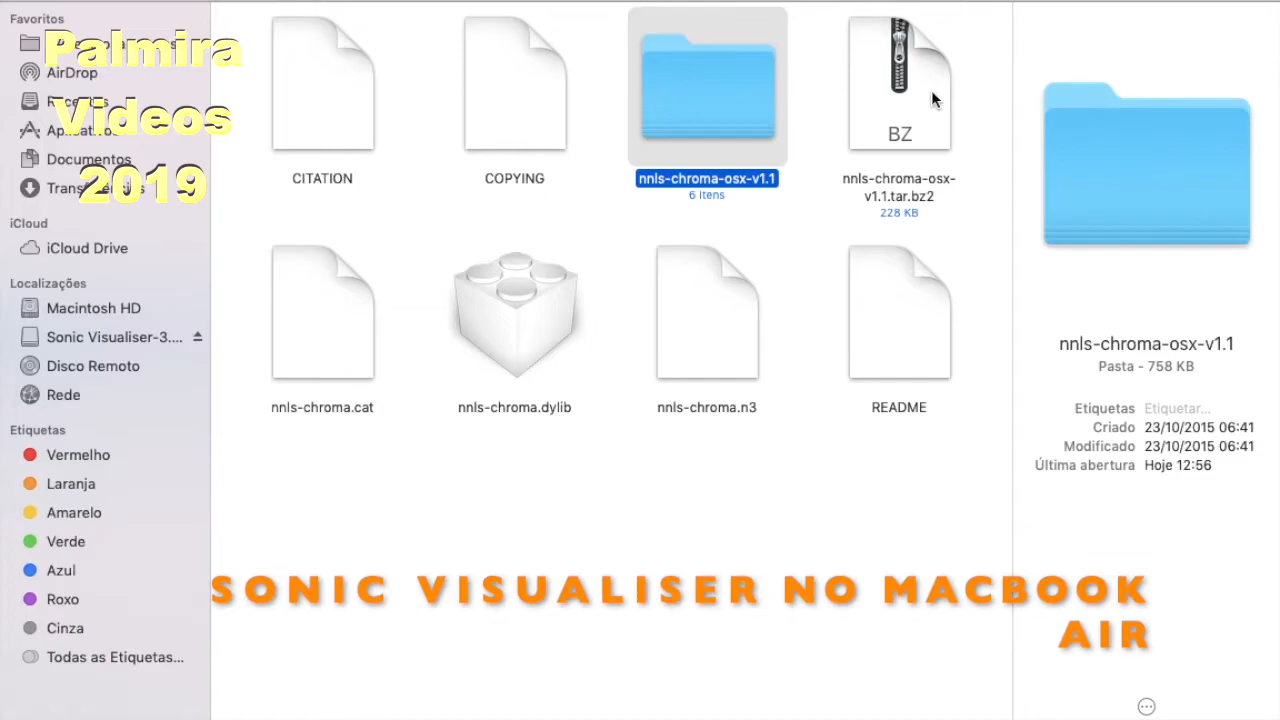 Favoritos
Palmira
AirDrop
Videos
Documentos
2019
iCloud
iCloud Drive
Localizações
Macintosh HD
Sonic Visualiser-3....
Disco Remoto
Rede
Etiquetas
Vermelho
Laranja
Amarelo
Verde
Azul
Roxo
Cinza
Todas as Etiquetas...
CITATION
COPYING
nnls-chroma-osx-v1.1
6 itens
BZ
nnls-chroma-osx-
v1.1.tar.bz2
228 KB
nnls-chroma.cat
nnls-chroma.dylib
nnls-chroma.n3
README
nnls-chroma-osx-v1.1
Pasta - 758 KB
Etiquetas Etiquetar...
Criado 23/10/2015 06:41
Modificado 23/10/2015 06:41
Última abertura Hoje 12:56
SONIC VISUALISER NO MACBOOK
AIR